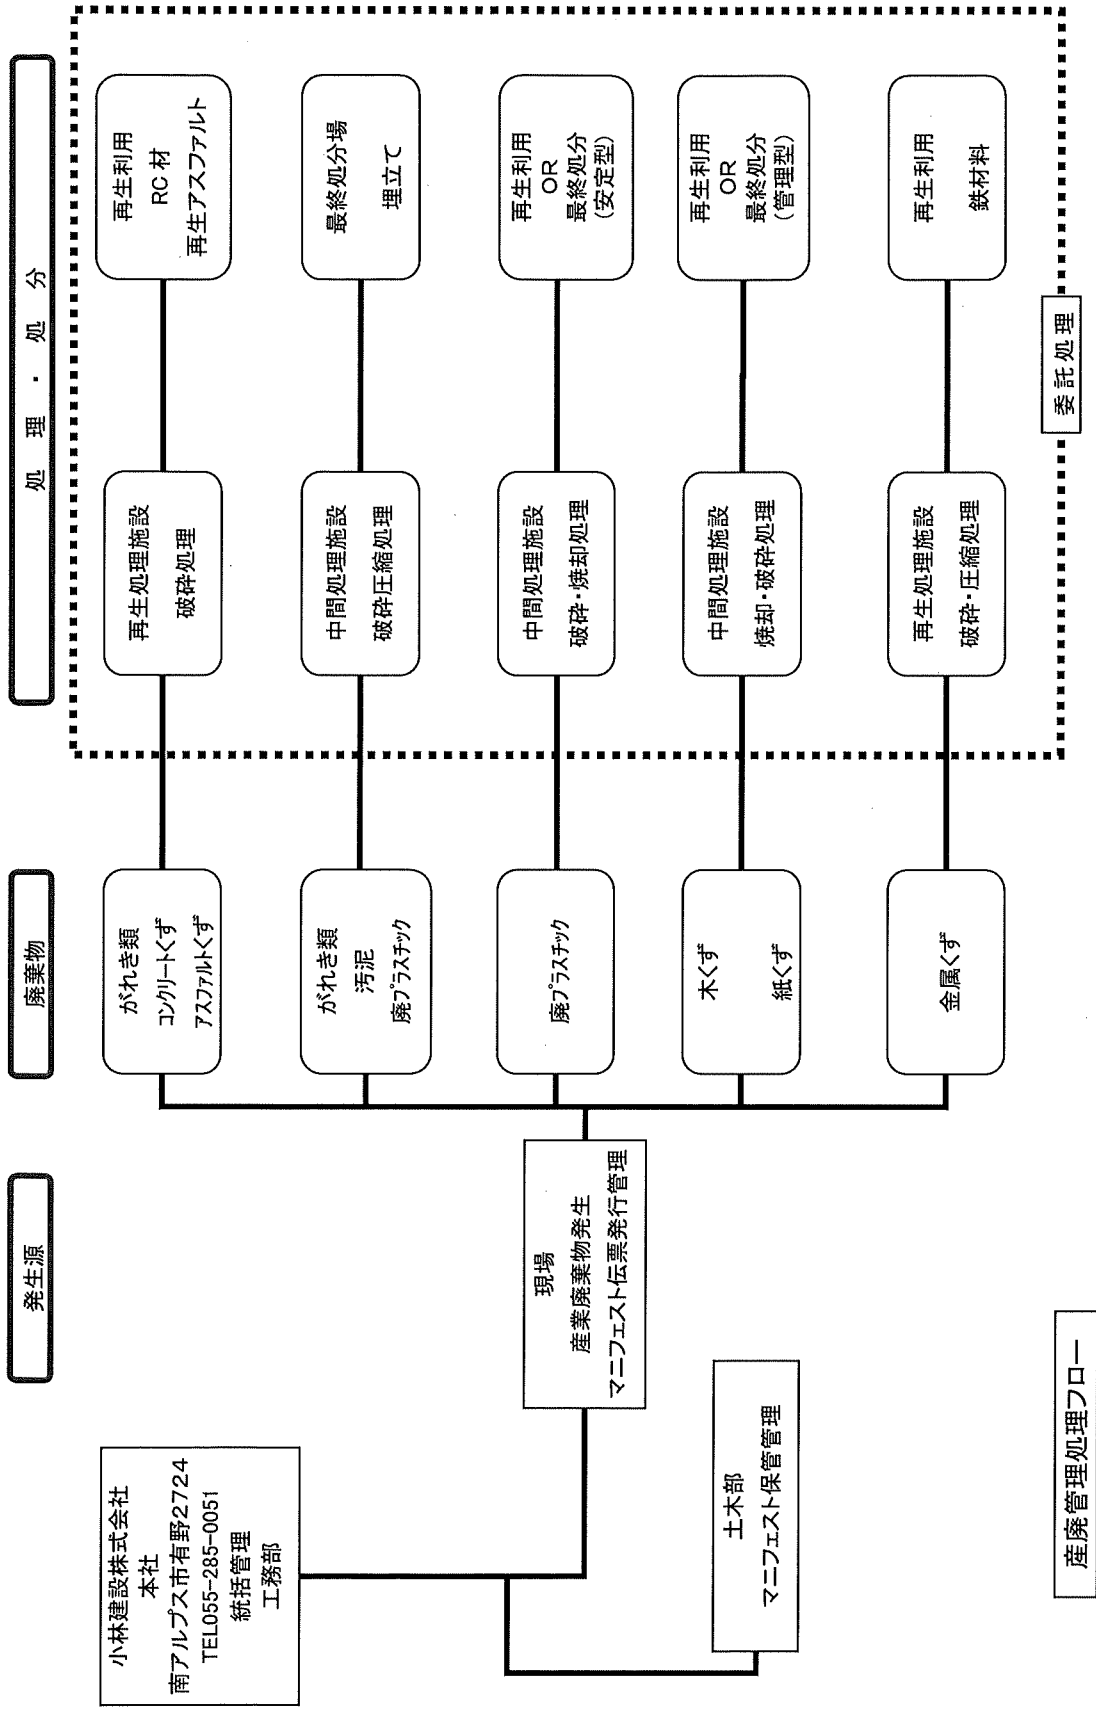 産廃管理処理フロー
発生源
廃棄物
処理・処分
小林建設株式会社
本社
南アルプス市有野2724
TEL055-285-0051
統括管理
工務部
土木部
マニフェスト保管管理
現場
産業廃棄物発生
マニフェスト伝票発行管理
がれき類
コンクリートくず
アスファルトくず
再生処理施設
破砕処理
再生利用
RC材
再生アスファルト
がれき類
汚泥
廃プラスチック
中間処理施設
破砕圧縮処理
最終処分場
埋立て
廃プラスチック
中間処理施設
破砕・焼却処理
再生利用
OR
最終処分
(安定型)
木くず
紙くず
中間処理施設
焼却・破砕処理
再生利用
OR
最終処分
(管理型)
金属くず
再生処理施設
破砕・圧縮処理
再生利用
鉄材料
委託処理